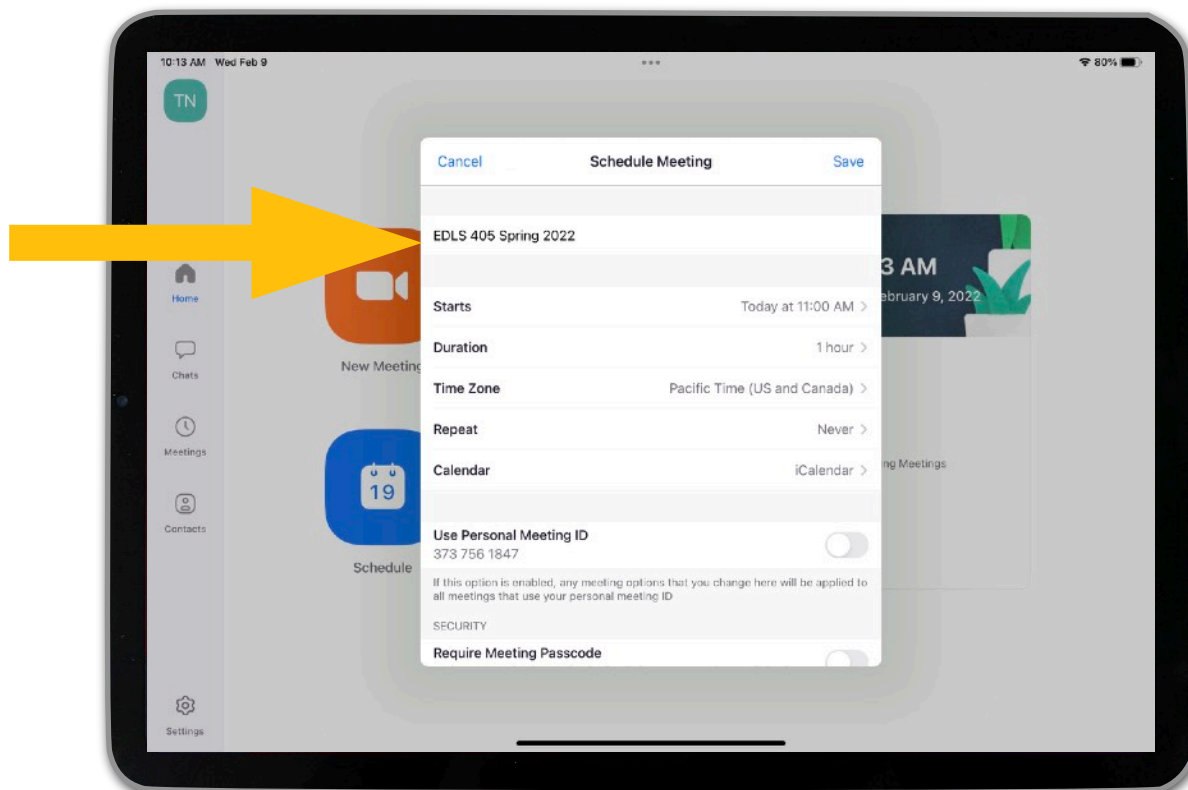 10:13 AM Wed Feb 9
80%
TN
Cancel
Schedule Meeting
Save
EDLS 405 Spring 2022
3 AM
ebruary 9, 2022
Home
Starts
Today at 11:00 AM
Duration
1 hour
New Meeting
Chats
Time Zone
Pacific Time (US and Canada)
Repeat
Never
Meetings
Calendar
iCalendar
ng Meetings
19
Contacts
Use Personal Meeting ID
373 756 1847
Schedule
If this option is enabled, any meeting options that you change here will be applied to
all meetings that use your personal meeting ID
SECURITY
Require Meeting Passcode
Settings